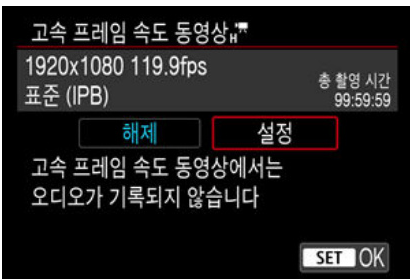 고속 프레임 속도 동영상H
1920x1080 119.9fps
표준 (IPB)
총 촬영 시간
99:59:59
해제
설정
고속 프레임 속도 동영상에서는
오디오가 기록되지 않습니다
SET OK